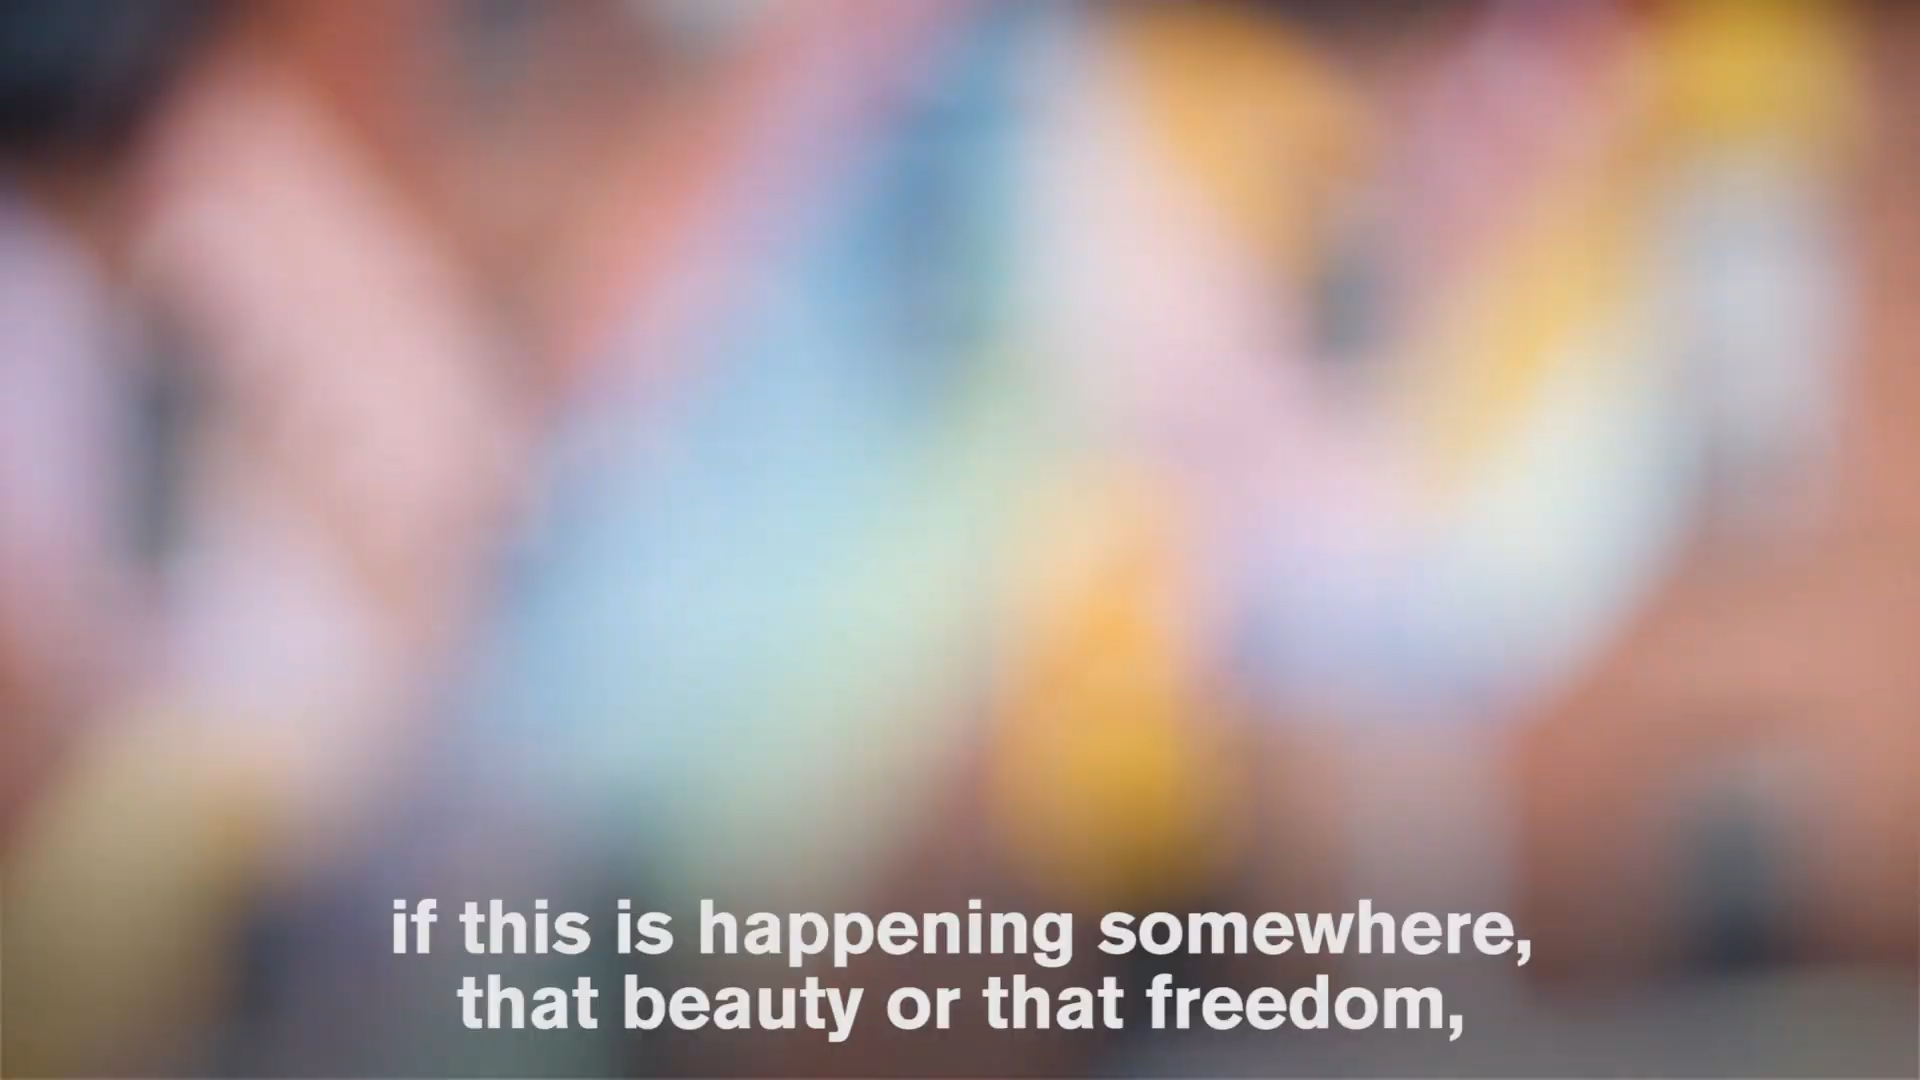 if this is happening somewhere,
that beauty or that freedom,